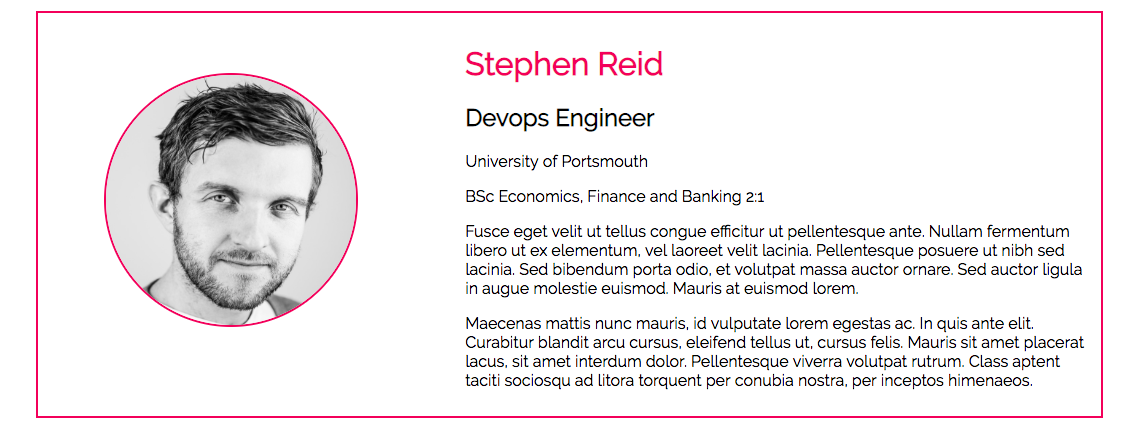 Stephen Reid
Devops Engineer
University of Portsmouth
BSc Economics, Finance and Banking 2:1
Fusce eget velit ut tellus congue efficitur ut pellentesque ante. Nullam fermentum
libero ut ex elementum, vel laoreet velit lacinia. Pellentesque posuere ut nibh sed
lacinia. Sed bibendum porta odio, et volutpat massa auctor ornare. Sed auctor ligula
in augue molestie euismod. Mauris at euismod lorem.
Maecenas mattis nunc mauris, id vulputate lorem egestas ac. In quis ante elit.
Curabitur blandit arcu cursus, eleifend tellus ut, cursus felis. Mauris sit amet placerat
lacus, sit amet interdum dolor. Pellentesque viverra volutpat rutrum. Class aptent
taciti sociosqu ad litora torquent per conubia nostra, per inceptos himenaeos.